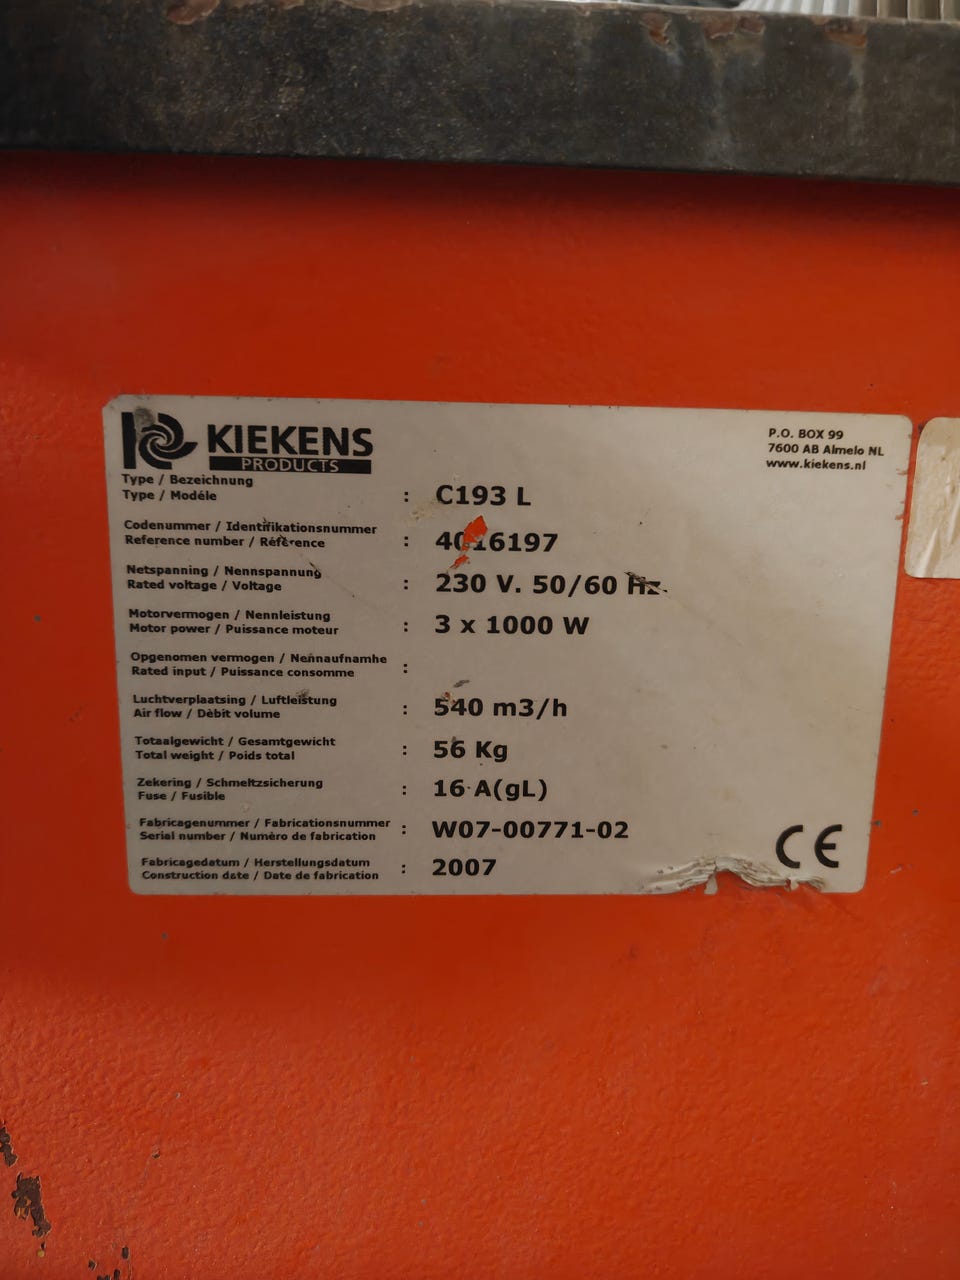 KIEKENS
PRODUCTS
P.O. BOX 99
7600 AB Almelo NL
www.kiekens.nl
Type / Bezeichnung
Type / Modéle : C193 L
Codenummer / Identifikationsnummer
Reference number / Référence : 4016197
Netspanning / Nennspannung
Rated voltage / Voltage : 230 V. 50/60 Hz.
Motorvermogen / Nennleistung
Motor power / Puissance moteur : 3 x 1000 W
Opgenomen vermogen / Nennaufnamhe
Rated input / Puissance consomme :
Luchtverplaatsing / Luftleistung
Air flow / Dèbit volume : 540 m3/h
Totaalgewicht / Gesamtgewicht
Total weight / Poids total : 56 Kg
Zekering / Schmeltzsicherung
Fuse / Fusible : 16 A(gL)
Fabricagenummer / Fabricationsnummer
Serial number / Numéro de fabrication : W07-00771-02
Fabricagedatum / Herstellungsdatum
Construction date / Date de fabrication : 2007
CE